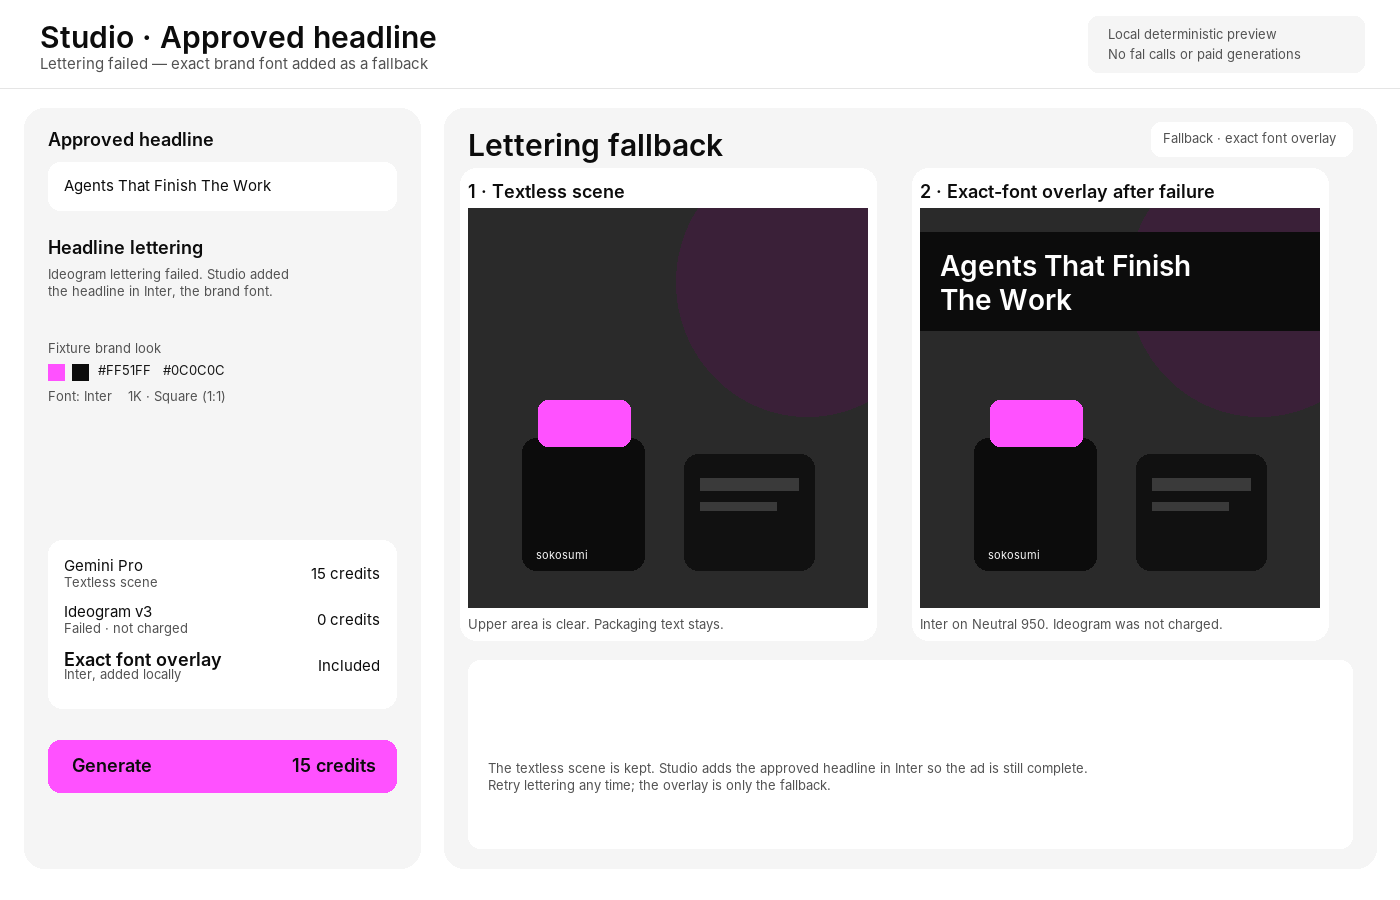 Studio · Approved headline
Lettering failed — exact brand font added as a fallback
Local deterministic preview
No fal calls or paid generations
Approved headline
Agents That Finish The Work
Headline lettering
Ideogram lettering failed. Studio added
the headline in Inter, the brand font.
Fixture brand look
#FF51FF #0C0C0C
Font: Inter 1K · Square (1:1)
Gemini Pro
Textless scene
15 credits
Ideogram v3
Failed · not charged
0 credits
Exact font overlay
Inter, added locally
Included
Generate 15 credits
Lettering fallback
Fallback · exact font overlay
1 · Textless scene
sokosumi
Upper area is clear. Packaging text stays.
2 · Exact-font overlay after failure
Agents That Finish
The Work
sokosumi
Inter on Neutral 950. Ideogram was not charged.
The textless scene is kept. Studio adds the approved headline in Inter so the ad is still complete.
Retry lettering any time; the overlay is only the fallback.